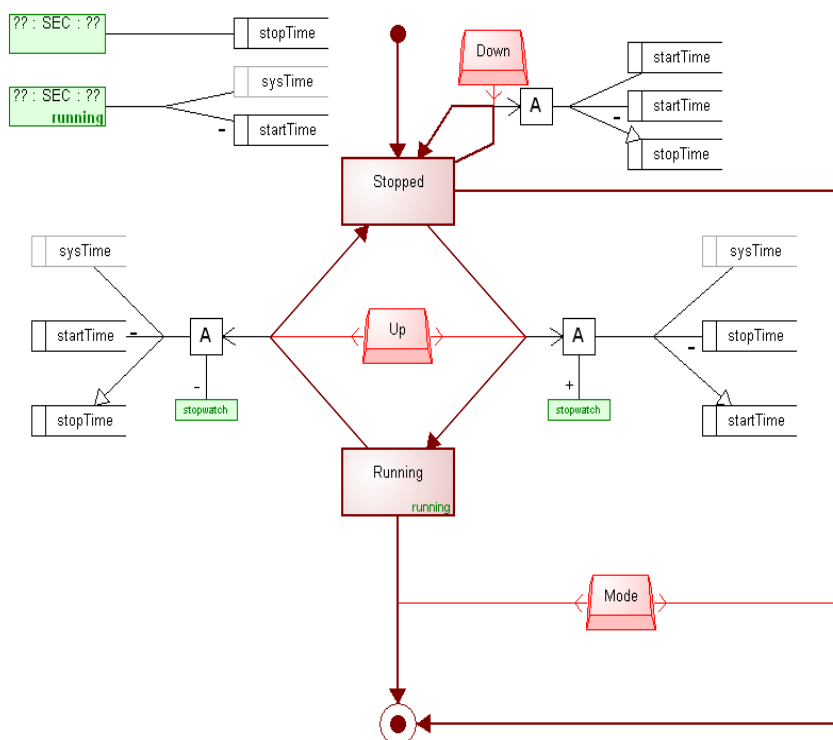 ?? : SEC : ??
stopTime
Down
startTime
?? : SEC : ??
running
sysTime
startTime
-
A
startTime
-
stopTime
Stopped
sysTime
sysTime
startTime
-
A
Up
A
-
stopTime
stopTime
-
stopwatch
+
stopwatch
startTime
Running
running
Mode